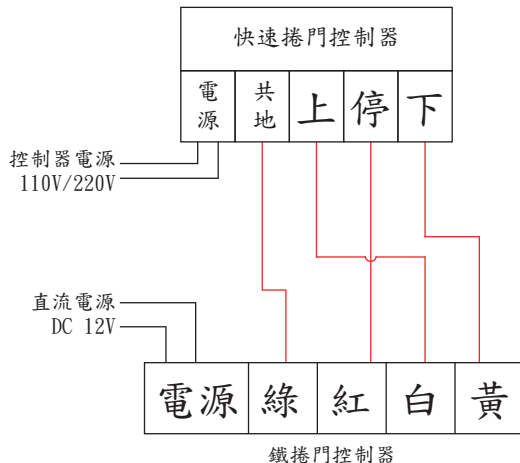 快速捲門控制器
電源
共地
上
停
下
控制器電源
110V/220V
直流電源
DC 12V
電源
綠
紅
白
黃
鐵捲門控制器